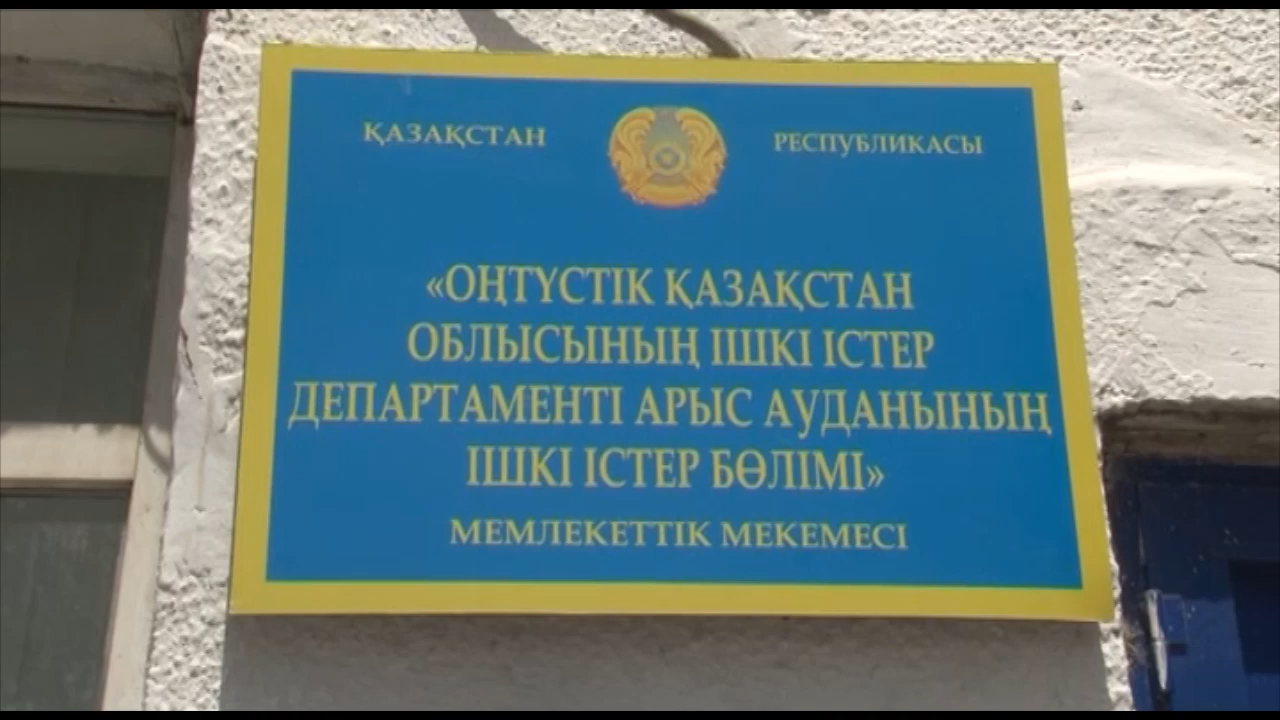 ҚАЗАҚСТАН РЕСПУБЛИКАСЫ
«ОҢТҮСТІК ҚАЗАҚСТАН
ОБЛЫСЫНЫҢ ІШКІ ІСТЕР
ДЕПАРТАМЕНТІ АРЫС АУДАНЫНЫҢ
ІШКІ ІСТЕР БӨЛІМІ»
МЕМЛЕКЕТТІК МЕКЕМЕСІ